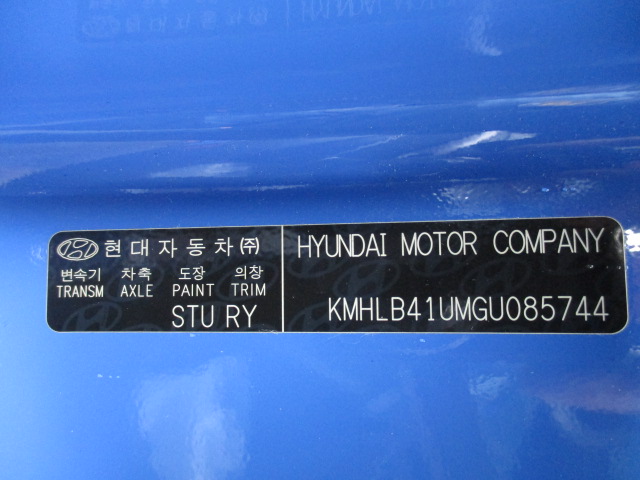 현대자동차㈜
변속기 차축 도장 의창
TRANSM AXLE PAINT TRIM
STU RY
HYUNDAI MOTOR COMPANY
KMHLB41UMGU085744